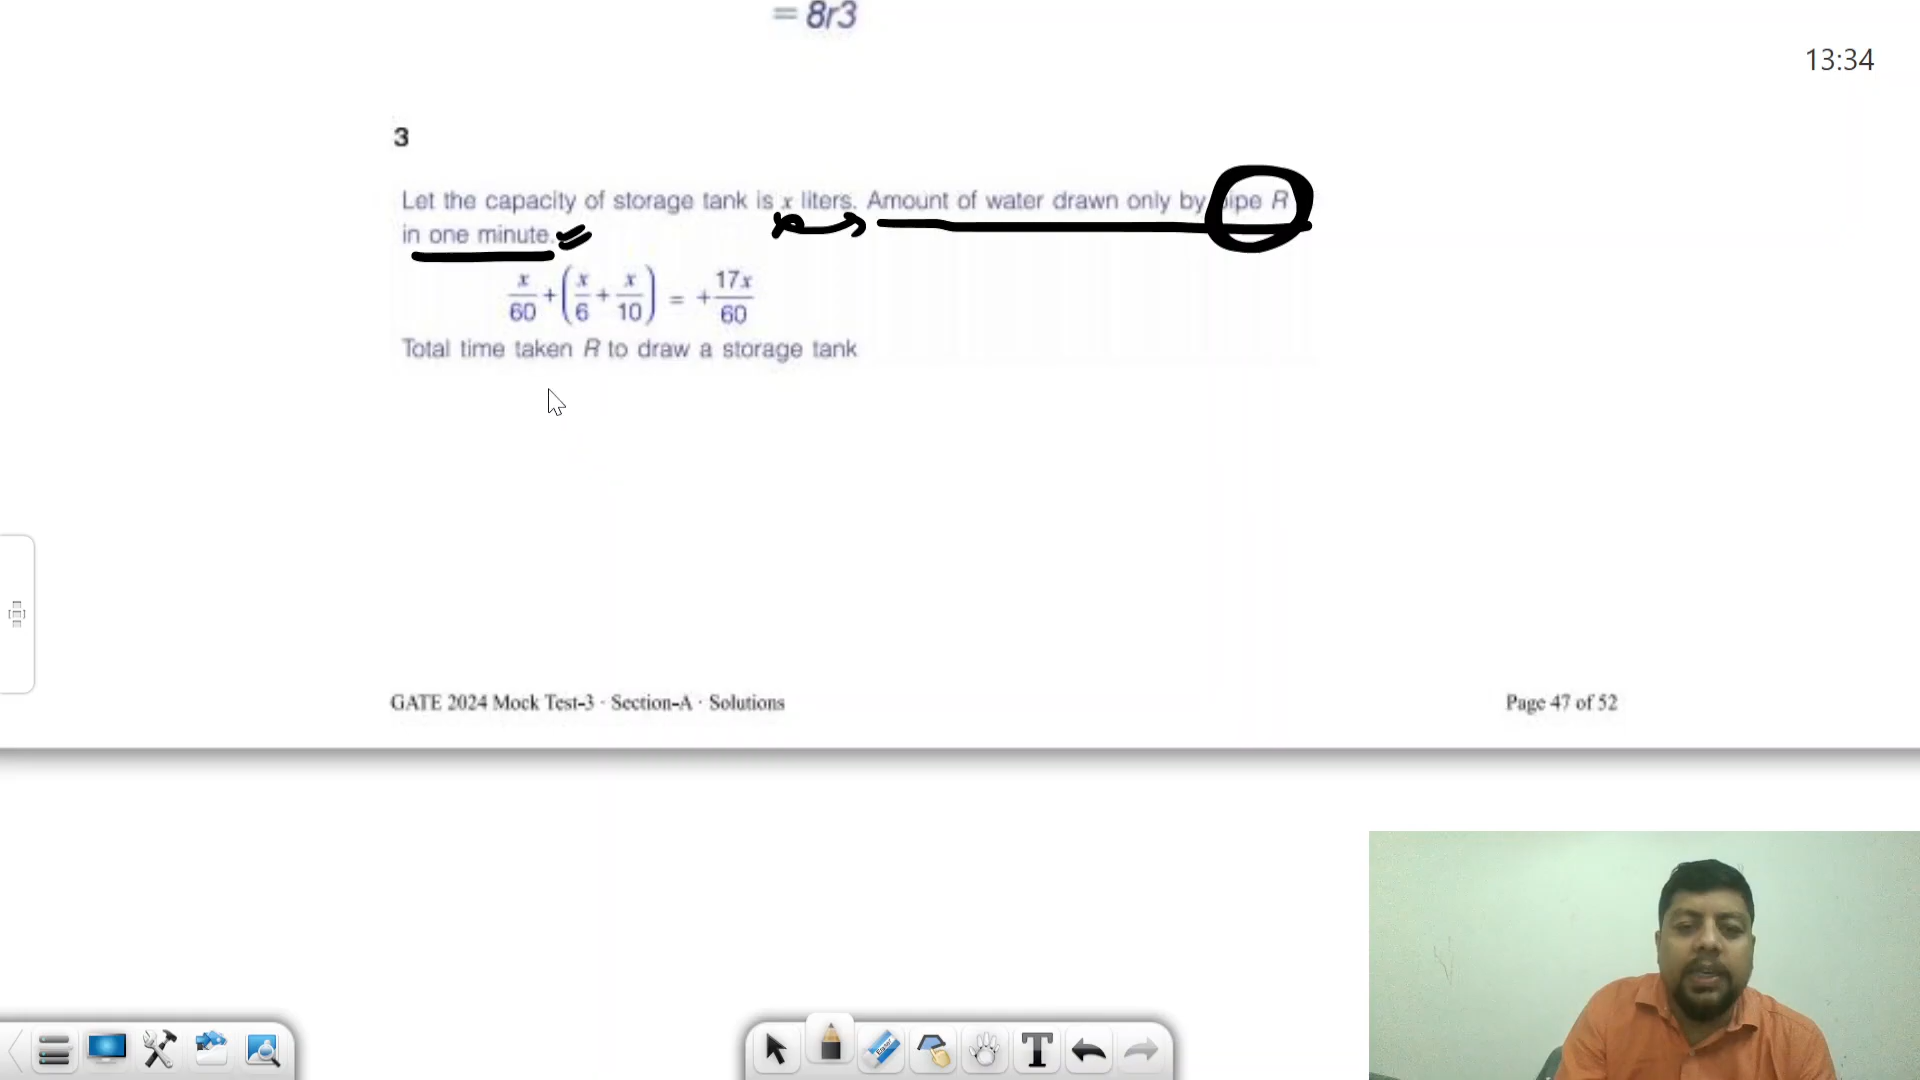 = 8r3
13:34
3
Let the capacity of storage tank is x liters. Amount of water drawn only by pipe R
in one minute.
x/60 + (x/6 + x/10) = +17x/60
Total time taken R to draw a storage tank
GATE 2024 Mock Test-3 · Section-A · Solutions
Page 47 of 52
T